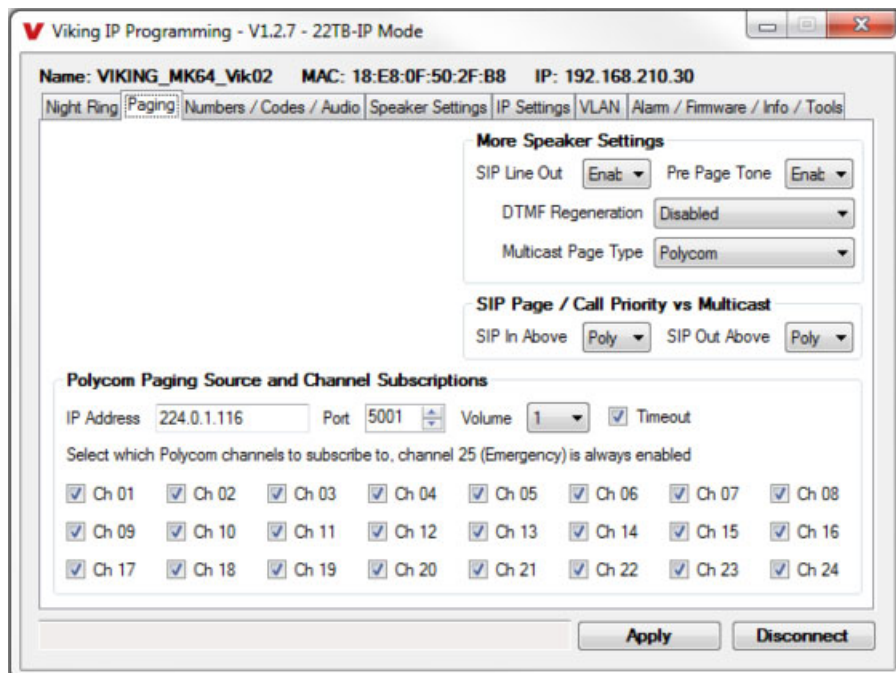 Viking IP Programming - V1.2.7 - 22TB-IP Mode
Name: VIKING_MK64_Vik02 MAC: 18:E8:0F:50:2F:B8 IP: 192.168.210.30
Night Ring Paging Numbers / Codes / Audio Speaker Settings IP Settings VLAN Alarm / Firmware / Info / Tools
More Speaker Settings
SIP Line Out Enab Pre Page Tone Enab
DTMF Regeneration Disabled
Multicast Page Type Polycom
SIP Page / Call Priority vs Multicast
SIP In Above Poly SIP Out Above Poly
Polycom Paging Source and Channel Subscriptions
IP Address 224.0.1.116 Port 5001 Volume 1 Timeout
Select which Polycom channels to subscribe to, channel 25 (Emergency) is always enabled
Ch 01 Ch 02 Ch 03 Ch 04 Ch 05 Ch 06 Ch 07 Ch 08
Ch 09 Ch 10 Ch 11 Ch 12 Ch 13 Ch 14 Ch 15 Ch 16
Ch 17 Ch 18 Ch 19 Ch 20 Ch 21 Ch 22 Ch 23 Ch 24
Apply Disconnect